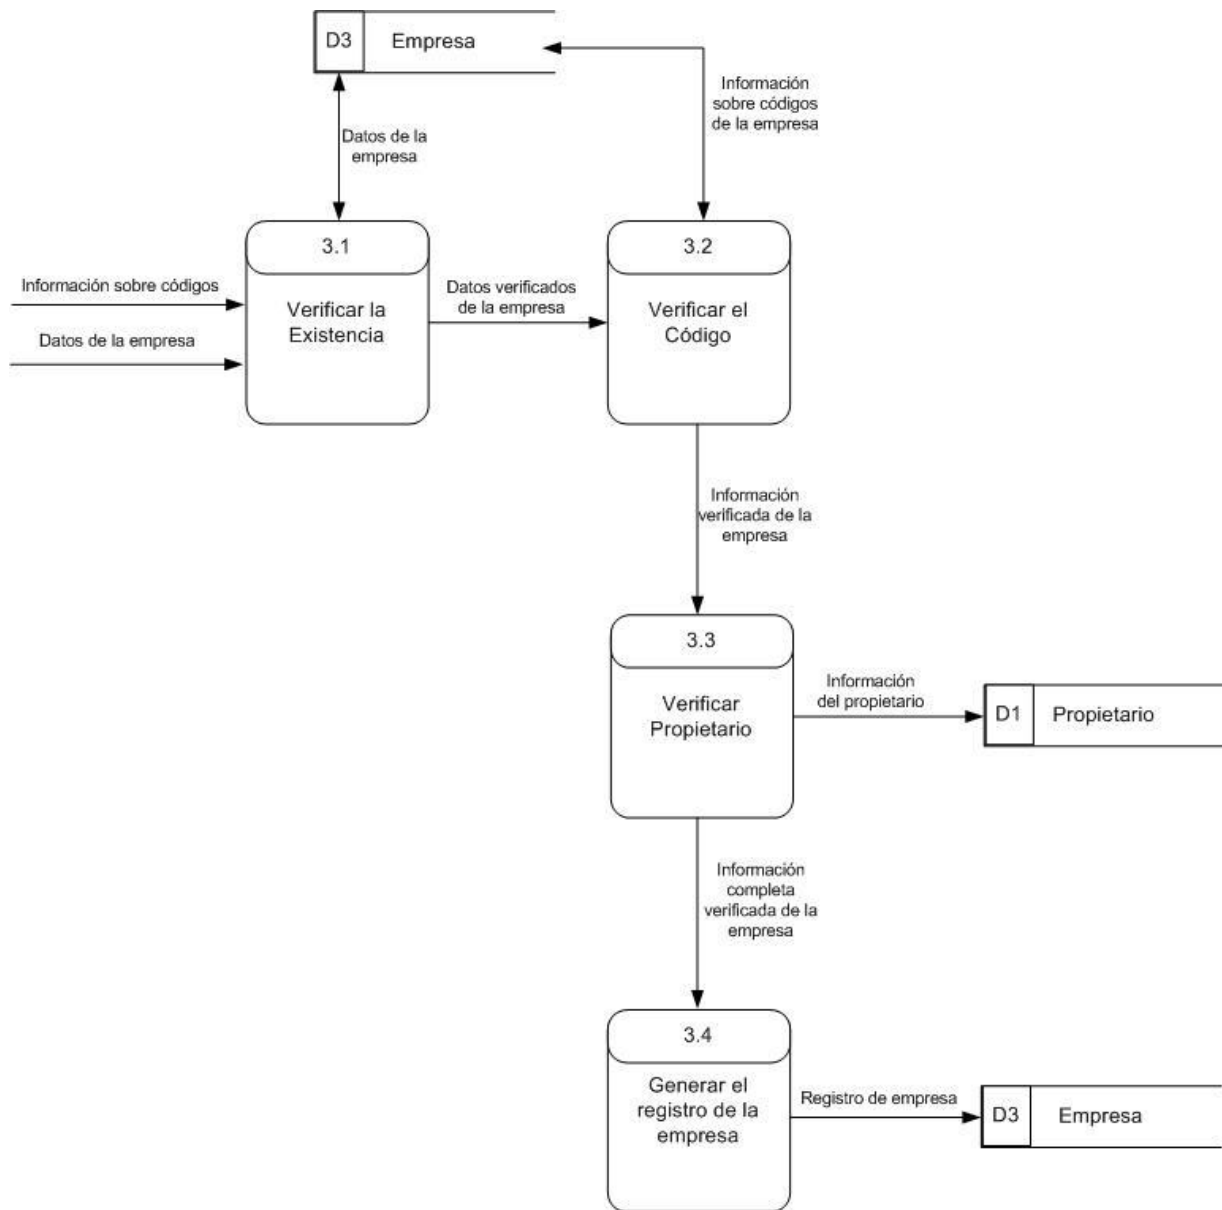 D3
Empresa
Información
sobre códigos
de la empresa
Datos de la
empresa
3.1
Verificar la
Existencia
3.2
Verificar el
Código
Información sobre códigos
Datos de la empresa
Datos verificados
de la empresa
Información
verificada de la
empresa
3.3
Verificar
Propietario
Información
del propietario
D1
Propietario
Información
completa
verificada de la
empresa
3.4
Generar el
registro de la
empresa
Registro de empresa
D3
Empresa